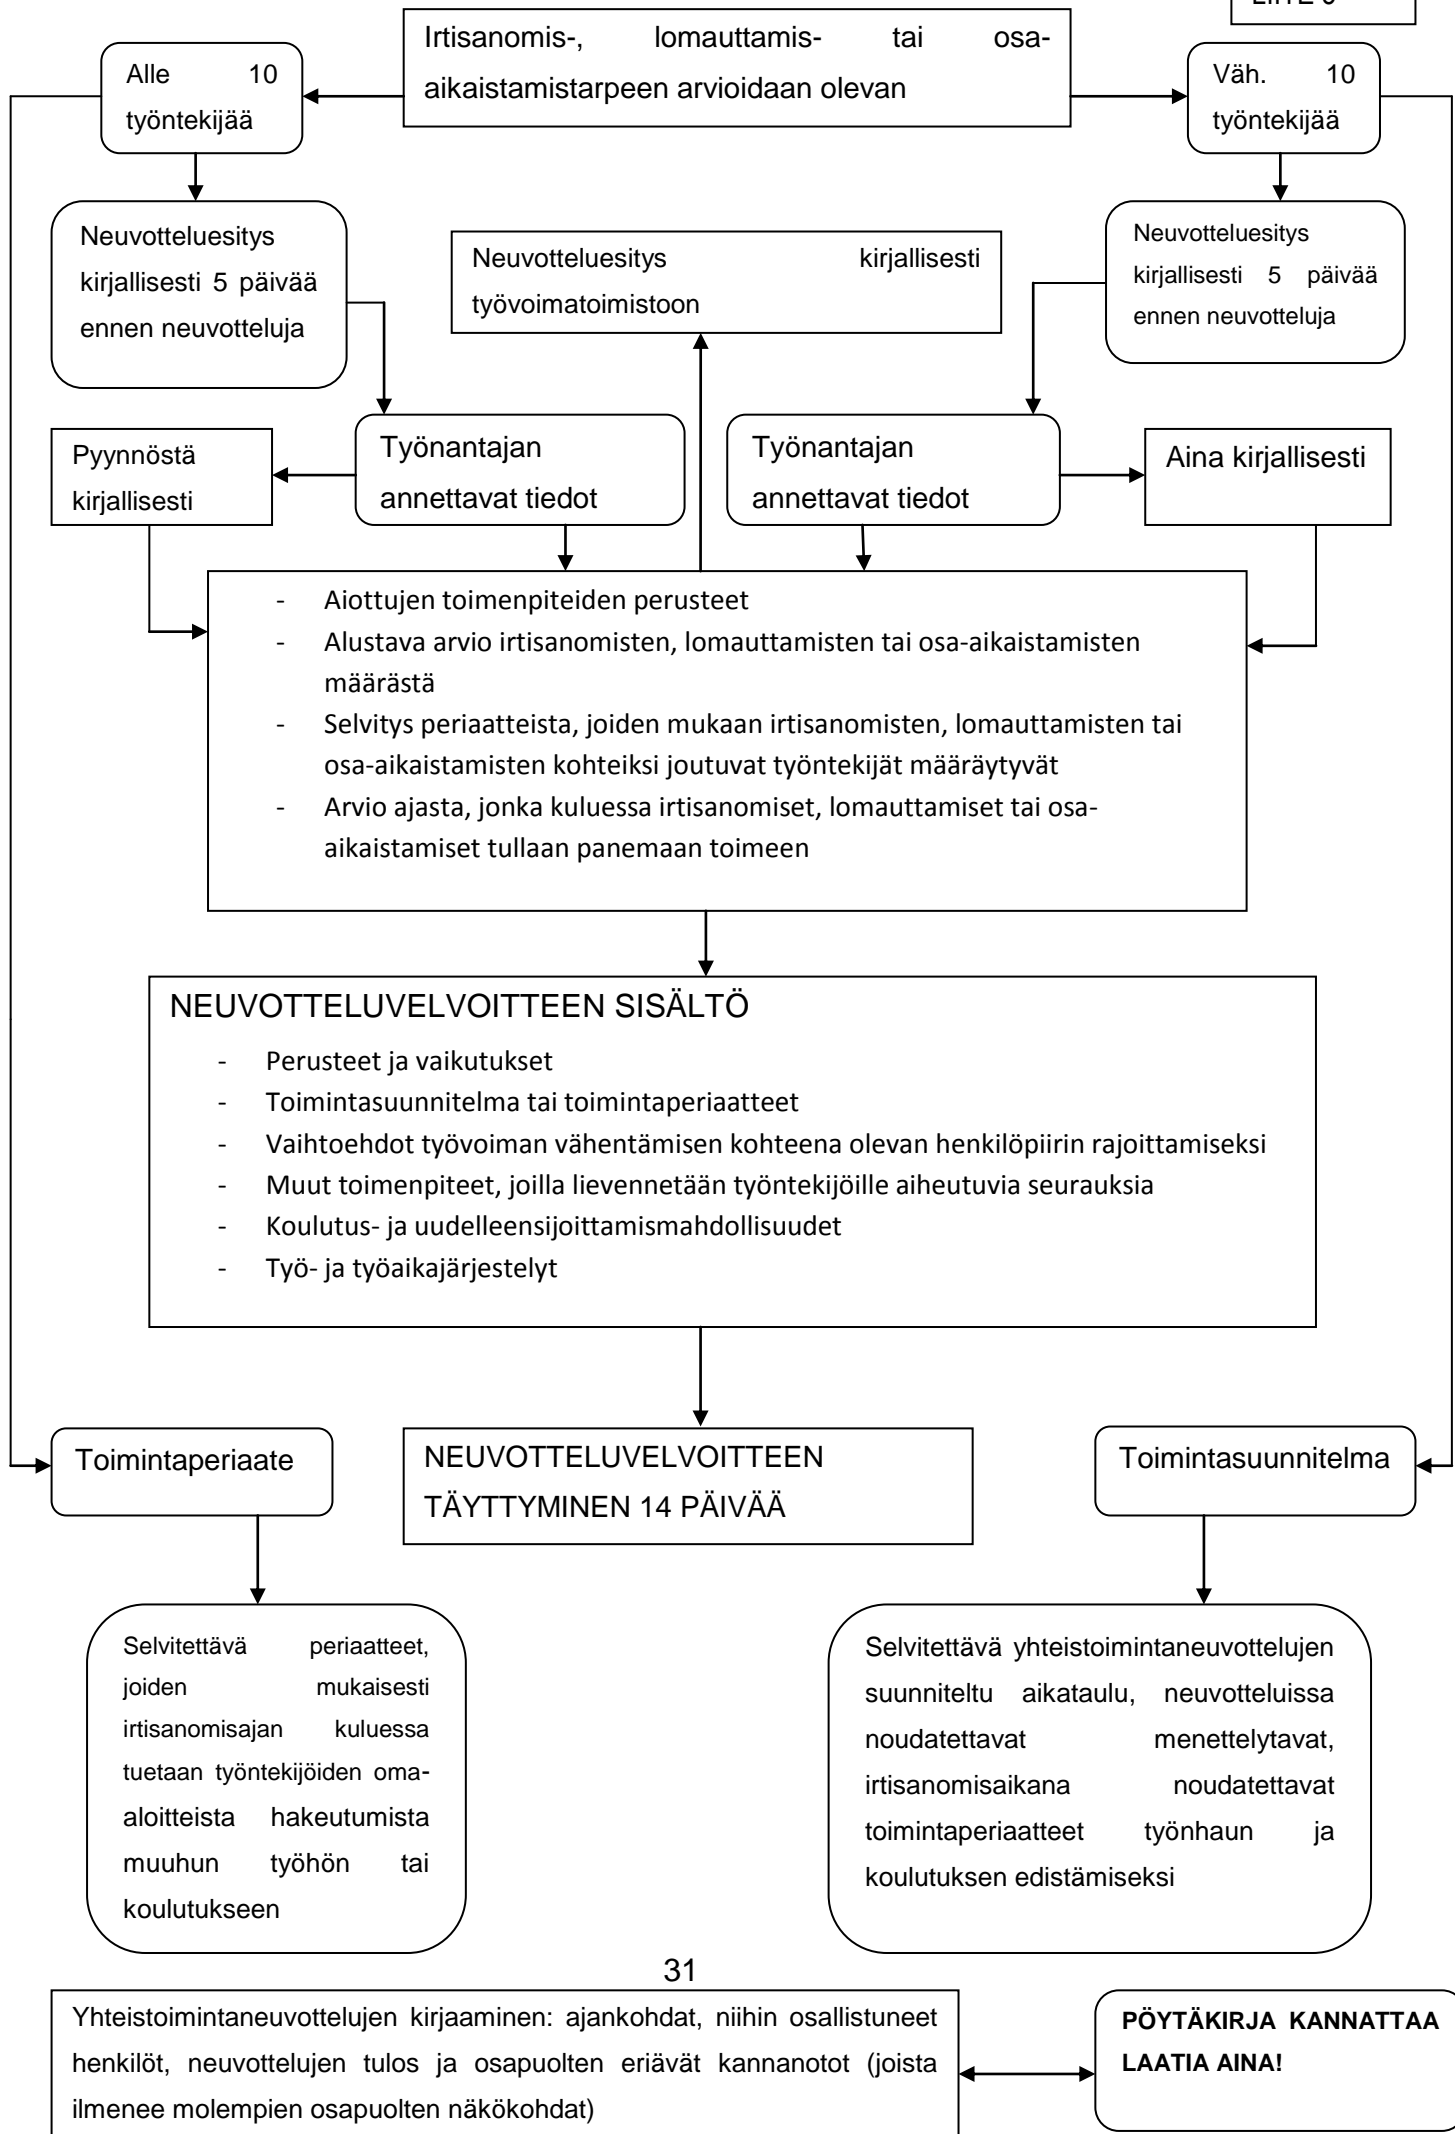 Irtisanomis-, lomauttamis- tai osa-
aikaistamistarpeen arvioidaan olevan
Alle 10
työntekijää
Väh. 10
työntekijää
Neuvotteluesitys
kirjallisesti 5 päivää
ennen neuvotteluja
Neuvotteluesitys kirjallisesti
työvoimatoimistoon
Neuvotteluesitys
kirjallisesti 5 päivää
ennen neuvotteluja
Pyynnöstä
kirjallisesti
Työnantajan
annettavat tiedot
Työnantajan
annettavat tiedot
Aina kirjallisesti
- Aiottujen toimenpiteiden perusteet
- Alustava arvio irtisanomisten, lomauttamisten tai osa-aikaistamisten
määrästä
- Selvitys periaatteista, joiden mukaan irtisanomisten, lomauttamisten tai
osa-aikaistamisten kohteiksi joutuvat työntekijät määräytyvät
- Arvio ajasta, jonka kuluessa irtisanomiset, lomauttamiset tai osa-
aikaistamiset tullaan panemaan toimeen
NEUVOTTELUVELVOITTEEN SISÄLTÖ
- Perusteet ja vaikutukset
- Toimintasuunnitelma tai toimintaperiaatteet
- Vaihtoehdot työvoiman vähentämisen kohteena olevan henkilöpiirin rajoittamiseksi
- Muut toimenpiteet, joilla lievennetään työntekijöille aiheutuvia seurauksia
- Koulutus- ja uudelleensijoittamismahdollisuudet
- Työ- ja työaikajärjestelyt
Toimintaperiaate
NEUVOTTELUVELVOITTEEN
TÄYTTYMINEN 14 PÄIVÄÄ
Toimintasuunnitelma
Selvitettävä periaatteet,
joiden mukaisesti
irtisanomisajan kuluessa
tuetaan työntekijöiden oma-
aloitteista hakeutumista
muuhun työhön tai
koulutukseen
Selvitettävä yhteistoimintaneuvottelujen
suunniteltu aikataulu, neuvotteluissa
noudatettavat menettelytavat,
irtisanomisaikana noudatettavat
toimintaperiaatteet työnhaun ja
koulutuksen edistämiseksi
31
Yhteistoimintaneuvottelujen kirjaaminen: ajankohdat, niihin osallistuneet
henkilöt, neuvottelujen tulos ja osapuolten eriävät kannanotot (joista
ilmenee molempien osapuolten näkökohdat)
PÖYTÄKIRJA KANNATTAA
LAATIA AINA!